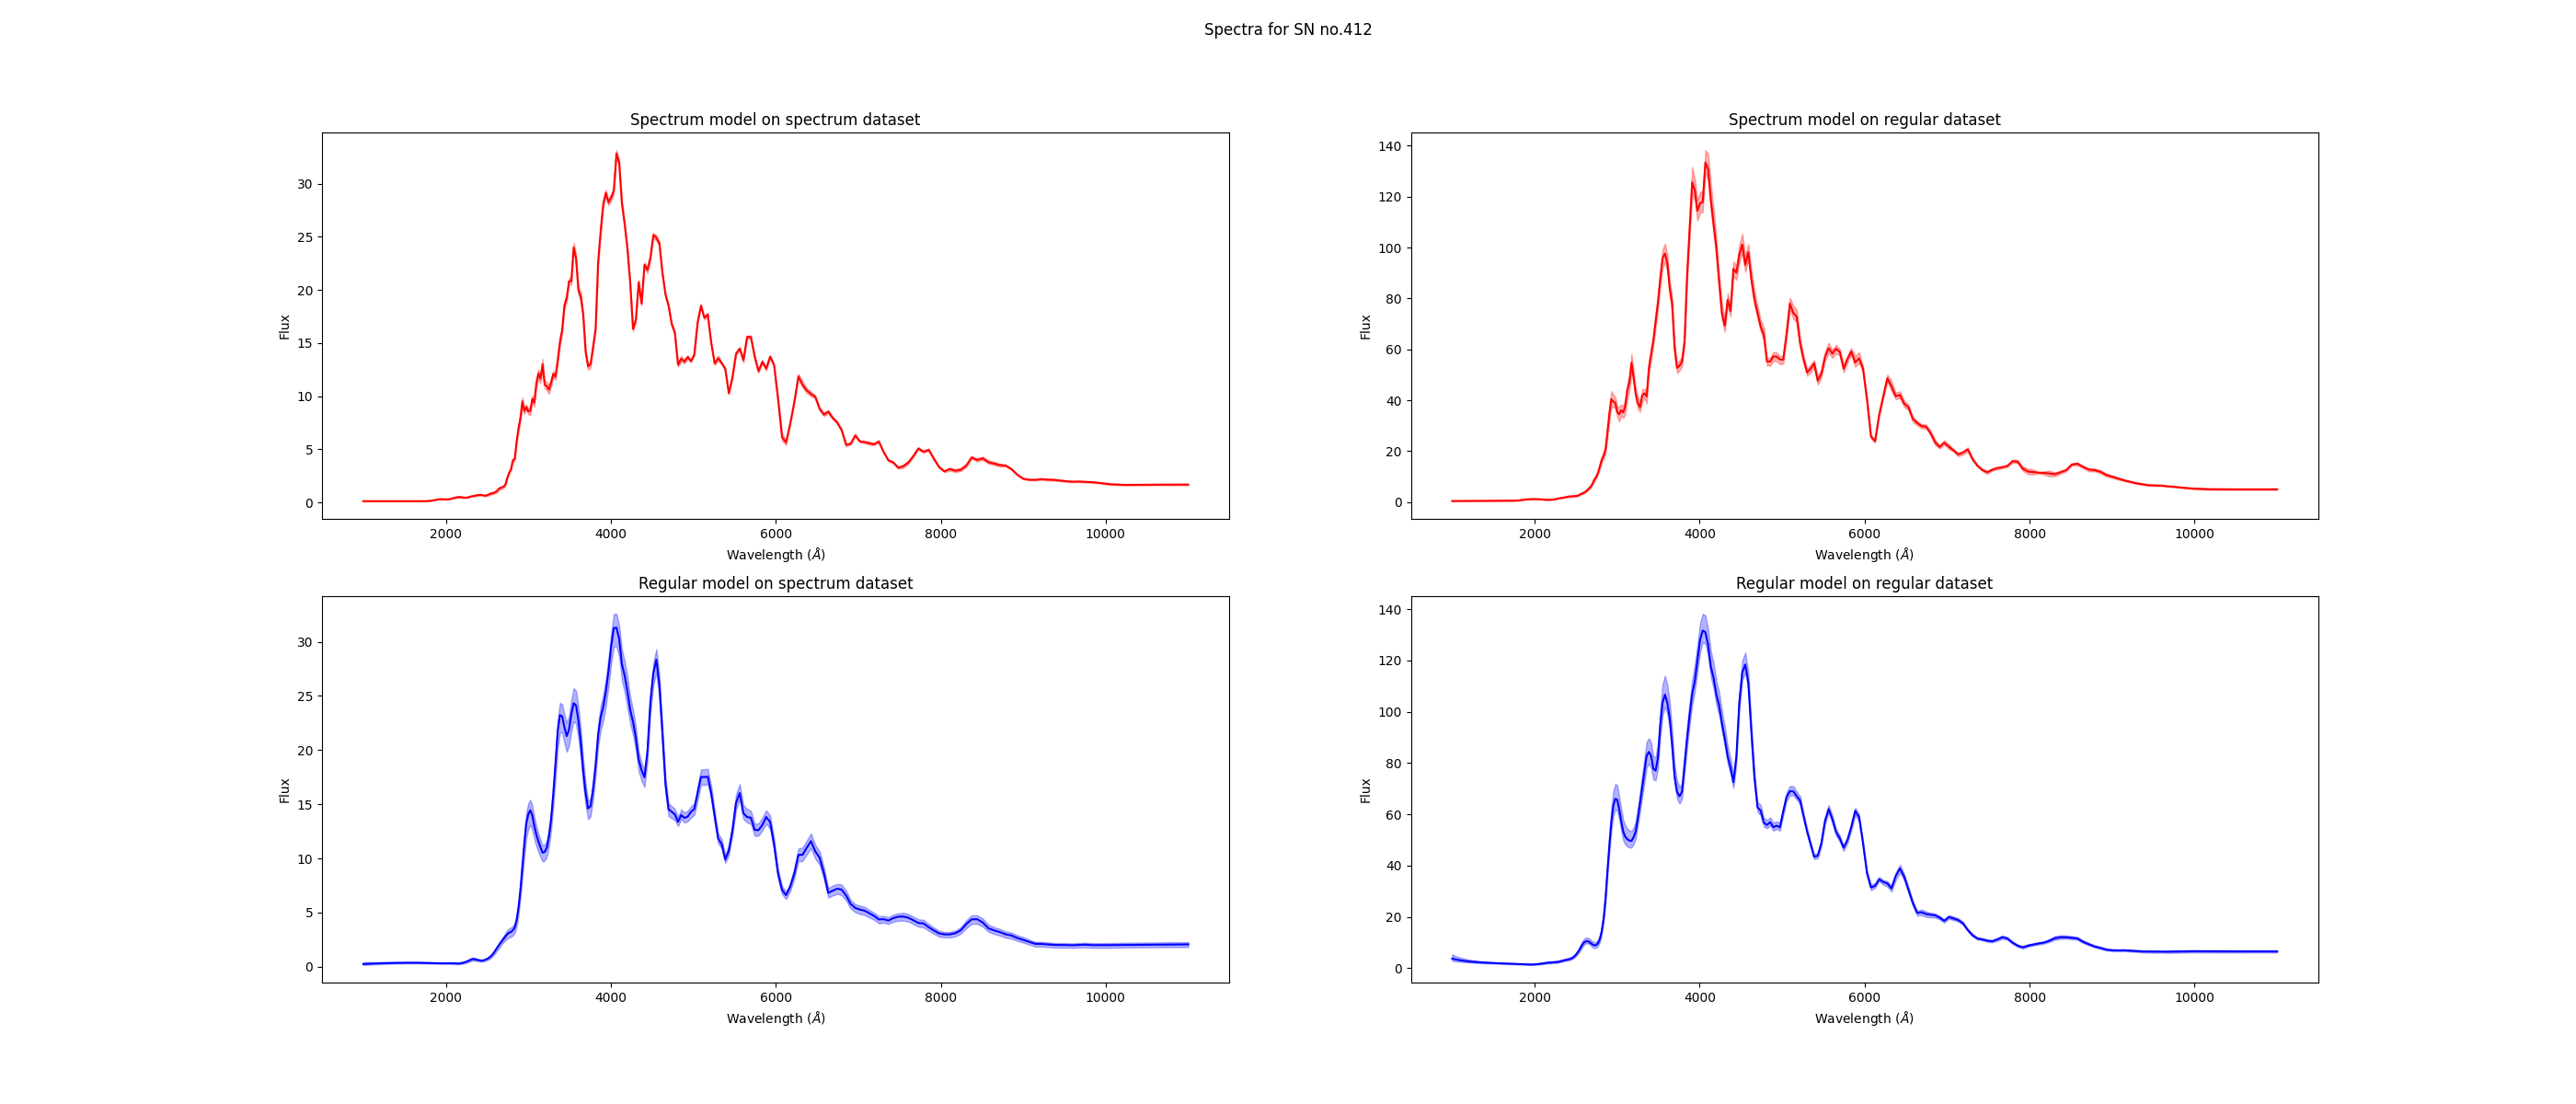 Spectra for SN no.412
Spectrum model on spectrum dataset
Flux
30
25
20
15
10
5
0
2000 4000 6000 8000 10000
Wavelength (Å)
Spectrum model on regular dataset
Flux
140
120
100
80
60
40
20
0
2000 4000 6000 8000 10000
Wavelength (Å)
Regular model on spectrum dataset
Flux
30
25
20
15
10
5
0
2000 4000 6000 8000 10000
Wavelength (Å)
Regular model on regular dataset
Flux
140
120
100
80
60
40
20
0
2000 4000 6000 8000 10000
Wavelength (Å)